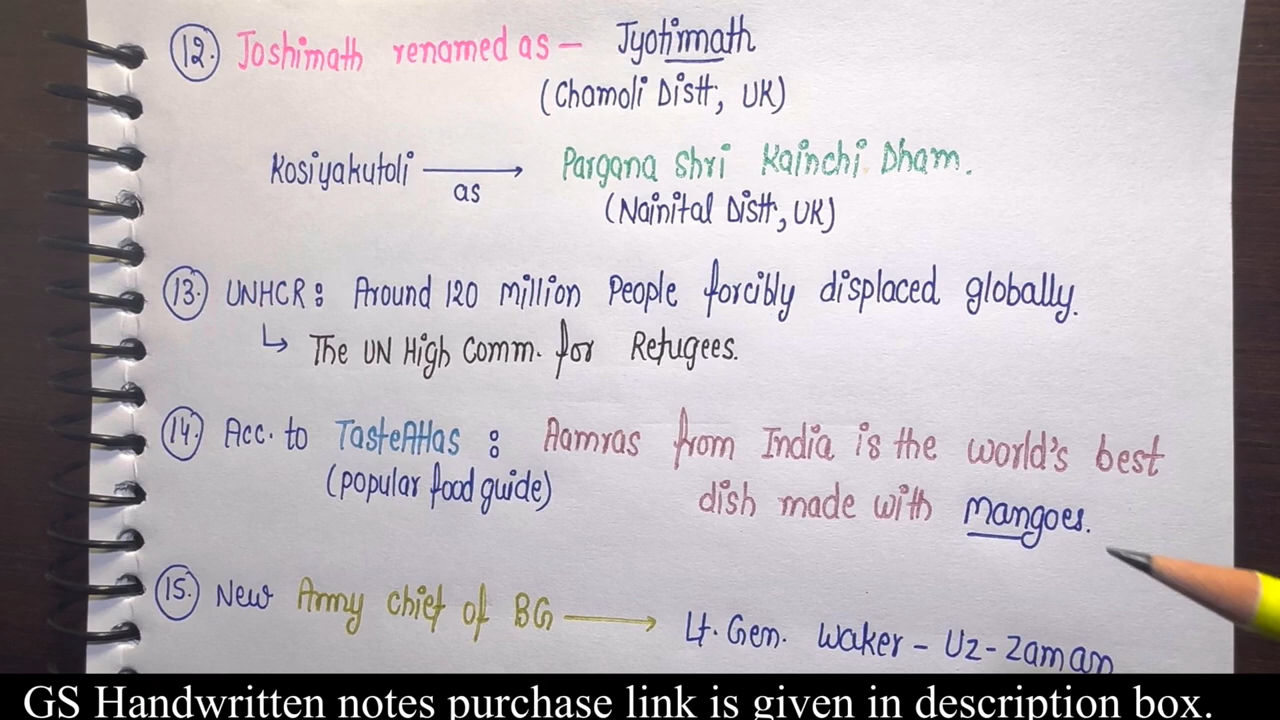 12. Joshimath renamed as - Jyotirmath
(Chamoli Distt, UK)
Kosiyakutoli → Pargana Shri Kainchi Dham.
as
(Nainital Distt, UK)
13. UNHCR: Around 120 million People forcibly displaced globally.
↳ The UN High Comm. for Refugees.
14. Acc. to TasteAtlas : Aamras from India is the world's best
(popular food guide) dish made with Mangoes.
15. New Army chief of BG → Lt. Gen. Waker-Uz-Zaman
GS Handwritten notes purchase link is given in description box.